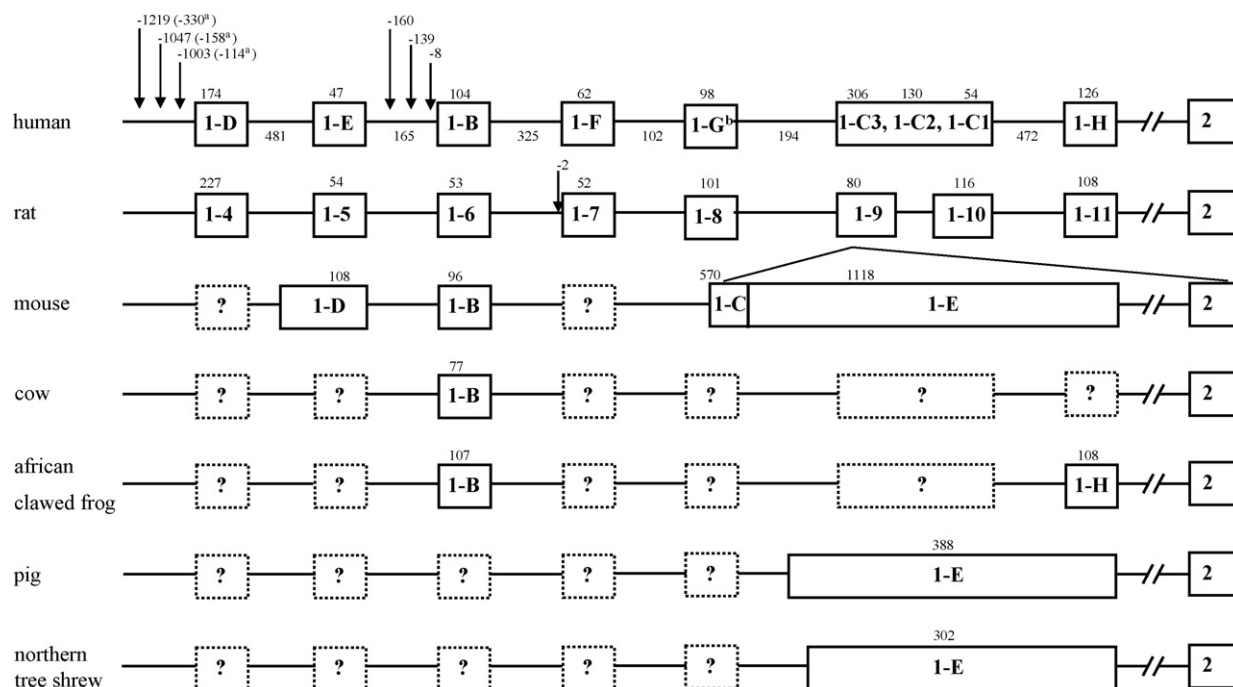 -1219 (-330ᵃ)
-1047 (-158ᵃ)
-1003 (-114ᵃ)
-160
-139
-8
174 47 104 62 98 306 130 54 126
human 1-D 1-E 1-B 1-F 1-Gᵇ 1-C3, 1-C2, 1-C1 1-H 2
481 165 325 102 194 472
-2
227 54 53 52 101 80 116 108
rat 1-4 1-5 1-6 1-7 1-8 1-9 1-10 1-11 2
108 96 570 1118
mouse ? 1-D 1-B ? 1-C 1-E 2
77
cow ? ? 1-B ? ? ? ? 2
107 108
african
clawed frog ? ? 1-B ? ? ? 1-H 2
388
pig ? ? ? ? ? 1-E 2
302
northern
tree shrew ? ? ? ? ? 1-E 2